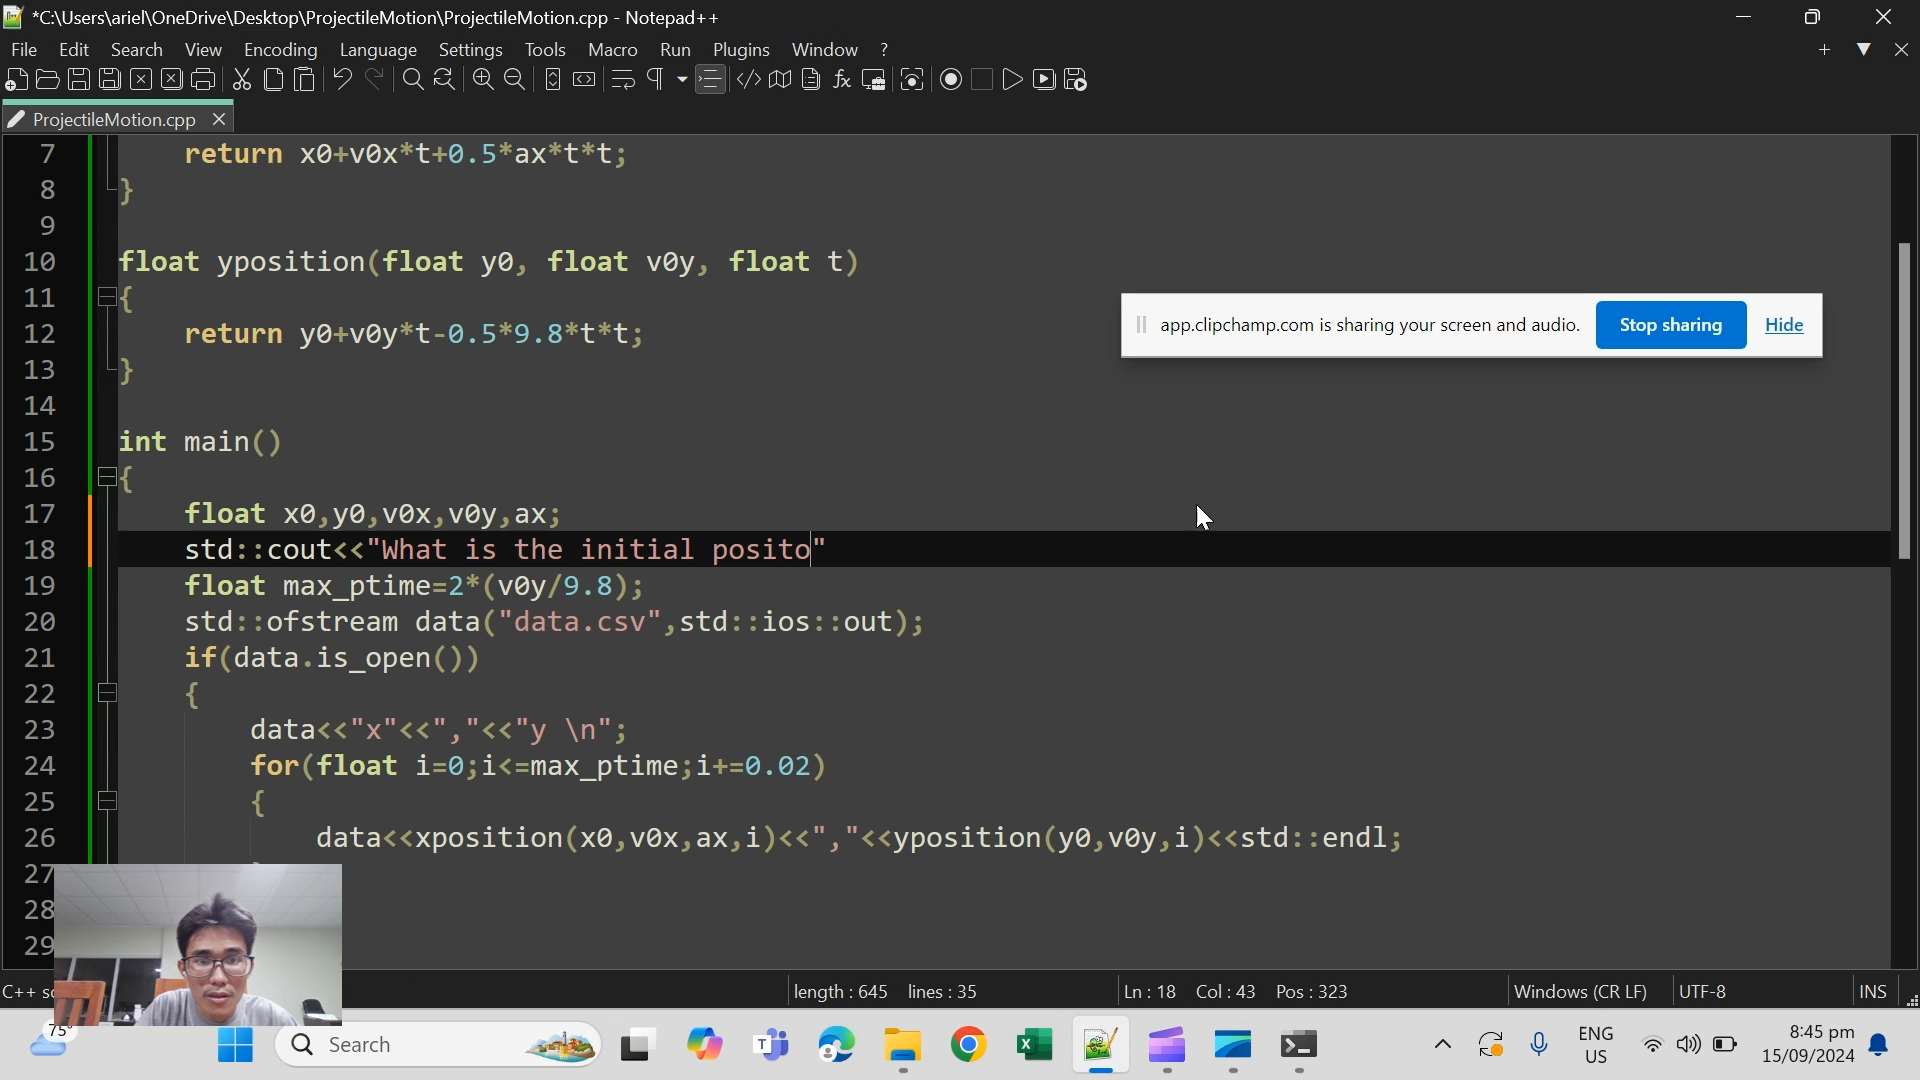 *C:\Users\ariel\OneDrive\Desktop\ProjectileMotion\ProjectileMotion.cpp - Notepad++
File Edit Search View Encoding Language Settings Tools Macro Run Plugins Window ?
ProjectileMotion.cpp
7 return x0+v0x*t+0.5*ax*t*t;
8 }
9
10 float yposition(float y0, float v0y, float t)
11 {
12 return y0+v0y*t-0.5*9.8*t*t;
13 }
14
15 int main()
16 {
17 float x0,y0,v0x,v0y,ax;
18 std::cout<<"What is the initial posito"
19 float max_ptime=2*(v0y/9.8);
20 std::ofstream data("data.csv",std::ios::out);
21 if(data.is_open())
22 {
23 data<<"x"<<","<<"y \n";
24 for(float i=0;i<=max_ptime;i+=0.02)
25 {
26 data<<xposition(x0,v0x,ax,i)<<","<<yposition(y0,v0y,i)<<std::endl;
27
28
29
app.clipchamp.com is sharing your screen and audio. Stop sharing Hide
C++ length : 645 lines : 35 Ln : 18 Col : 43 Pos : 323 Windows (CR LF) UTF-8 INS
75°
Search
ENG
US
8:45 pm
15/09/2024